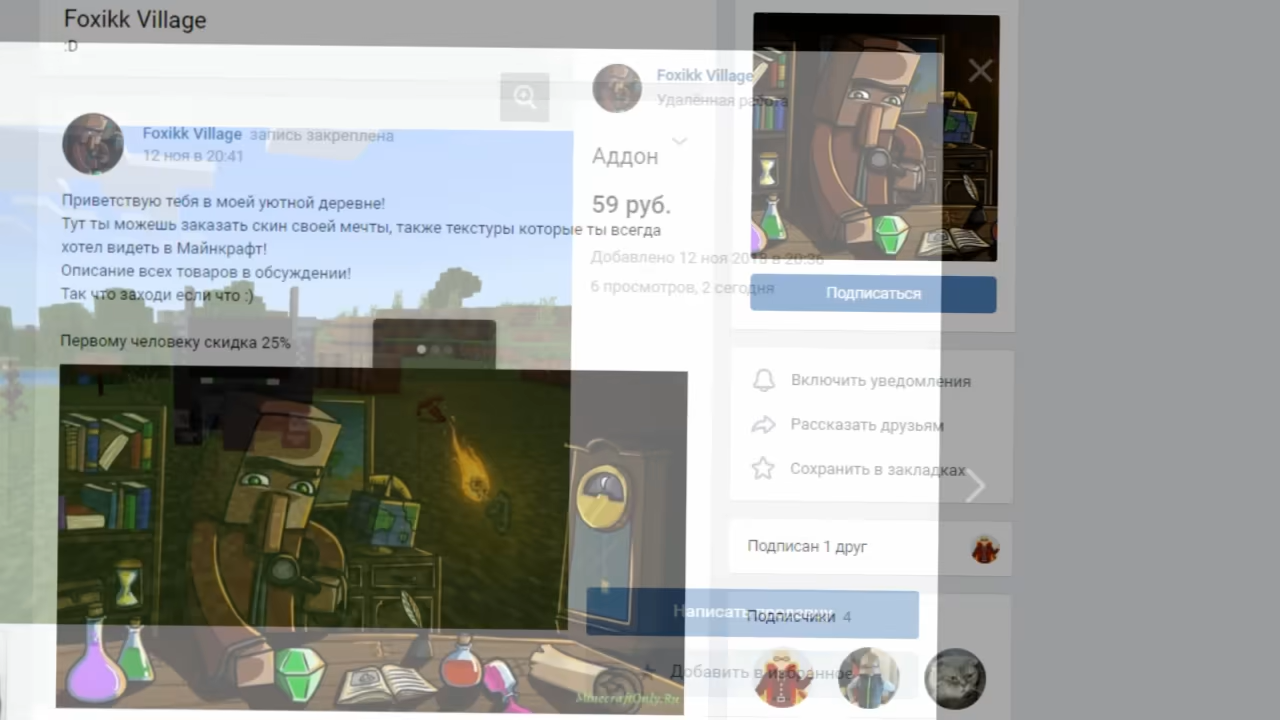 Foxikk Village
:D
Foxikk Village запись закреплена
12 ноя в 20:41
Приветствую тебя в моей уютной деревне!
Тут ты можешь заказать скин своей мечты, также текстуры которые ты всегда
хотел видеть в Майнкрафт!
Описание всех товаров в обсуждении!
Так что заходи если что :)
Первому человеку скидка 25%
MinecraftOnly.Ru
Foxikk Village
Удалённая работа
Аддон
59 руб.
Добавлено 12 ноя 2018 в 20:36
6 просмотров, 2 сегодня
Написать продавцу
Добавить в избранное
Подписаться
Включить уведомления
Рассказать друзьям
Сохранить в закладках
Подписан 1 друг
Подписчики 4